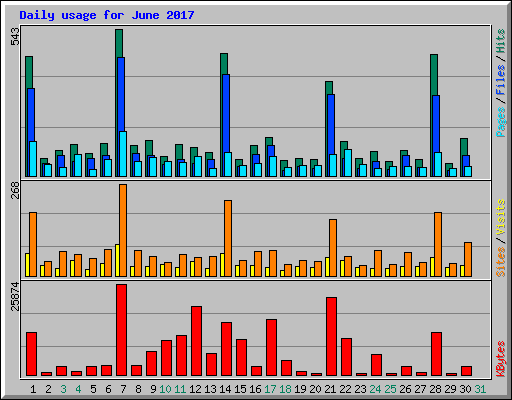 Daily usage for June 2017
543
Pages / Files / Hits
268
Sites / Visits
25874
KBytes
1 2 3 4 5 6 7 8 9 10 11 12 13 14 15 16 17 18 19 20 21 22 23 24 25 26 27 28 29 30 31